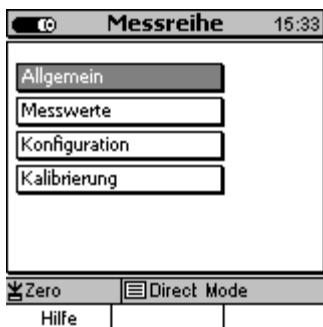 Messreihe 15:33
Allgemein
Messwerte
Konfiguration
Kalibrierung
Zero Direct Mode
Hilfe